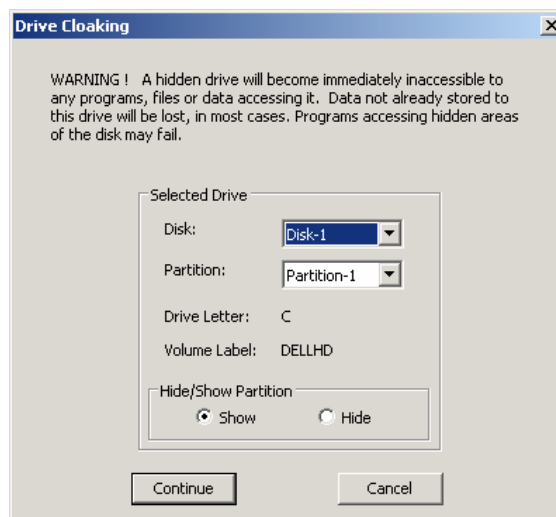 Drive Cloaking
WARNING ! A hidden drive will become immediately inaccessible to
any programs, files or data accessing it. Data not already stored to
this drive will be lost, in most cases. Programs accessing hidden areas
of the disk may fail.
Selected Drive
Disk: Disk-1
Partition: Partition-1
Drive Letter: C
Volume Label: DELLHD
Hide/Show Partition
Show Hide
Continue Cancel